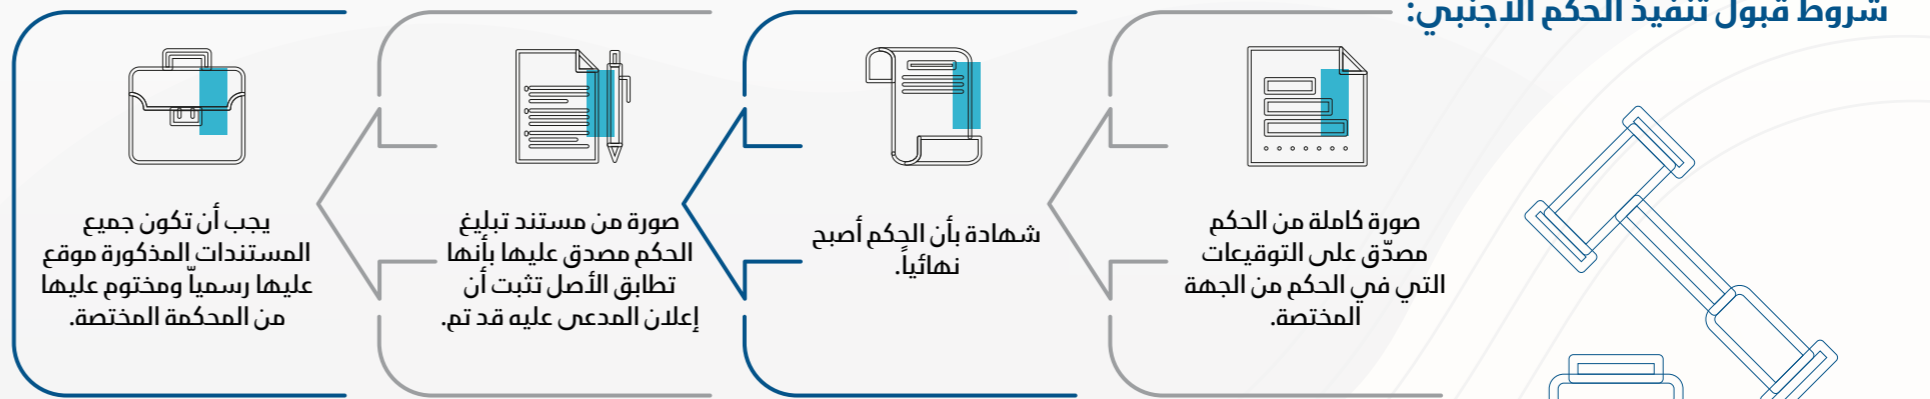 شروط قبول تنفيذ الحكم الأجنبي:
صورة كاملة من الحكم
مصدّق على التوقيعات
التي في الحكم من الجهة
المختصة.
شهادة بأن الحكم أصبح
نهائياً.
صورة من مستند تبليغ
الحكم مصدق عليها بأنها
تطابق الأصل تثبت أن
إعلان المدعى عليه قد تم.
يجب أن تكون جميع
المستندات المذكورة موقع
عليها رسمياً ومختوم عليها
من المحكمة المختصة.